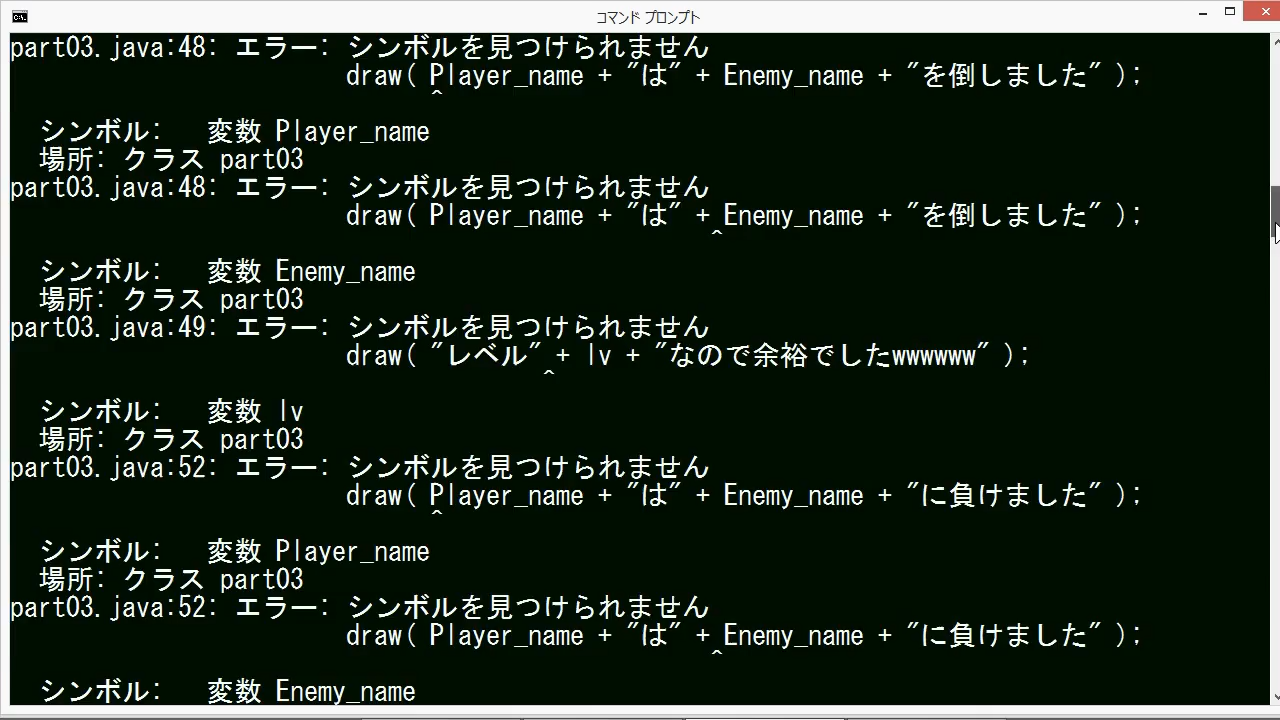 コマンド プロンプト
part03.java:48: エラー: シンボルを見つけられません
draw( Player_name + "は" + Enemy_name + "を倒しました" );
^
シンボル:   変数 Player_name
場所: クラス part03
part03.java:48: エラー: シンボルを見つけられません
draw( Player_name + "は" + Enemy_name + "を倒しました" );
^
シンボル:   変数 Enemy_name
場所: クラス part03
part03.java:49: エラー: シンボルを見つけられません
draw( "レベル" + lv + "なので余裕でしたwwwwww" );
^
シンボル:   変数 lv
場所: クラス part03
part03.java:52: エラー: シンボルを見つけられません
draw( Player_name + "は" + Enemy_name + "に負けました" );
^
シンボル:   変数 Player_name
場所: クラス part03
part03.java:52: エラー: シンボルを見つけられません
draw( Player_name + "は" + Enemy_name + "に負けました" );
^
シンボル:   変数 Enemy_name